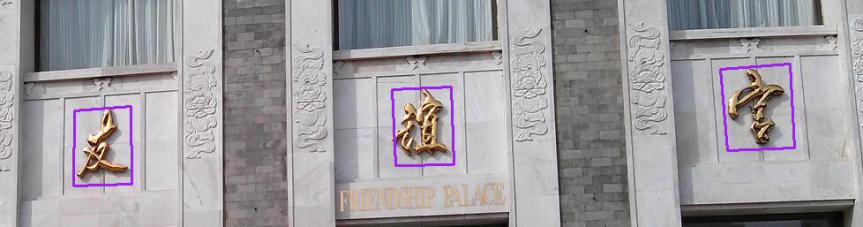 友谊宫
FRIENDSHIP PALACE